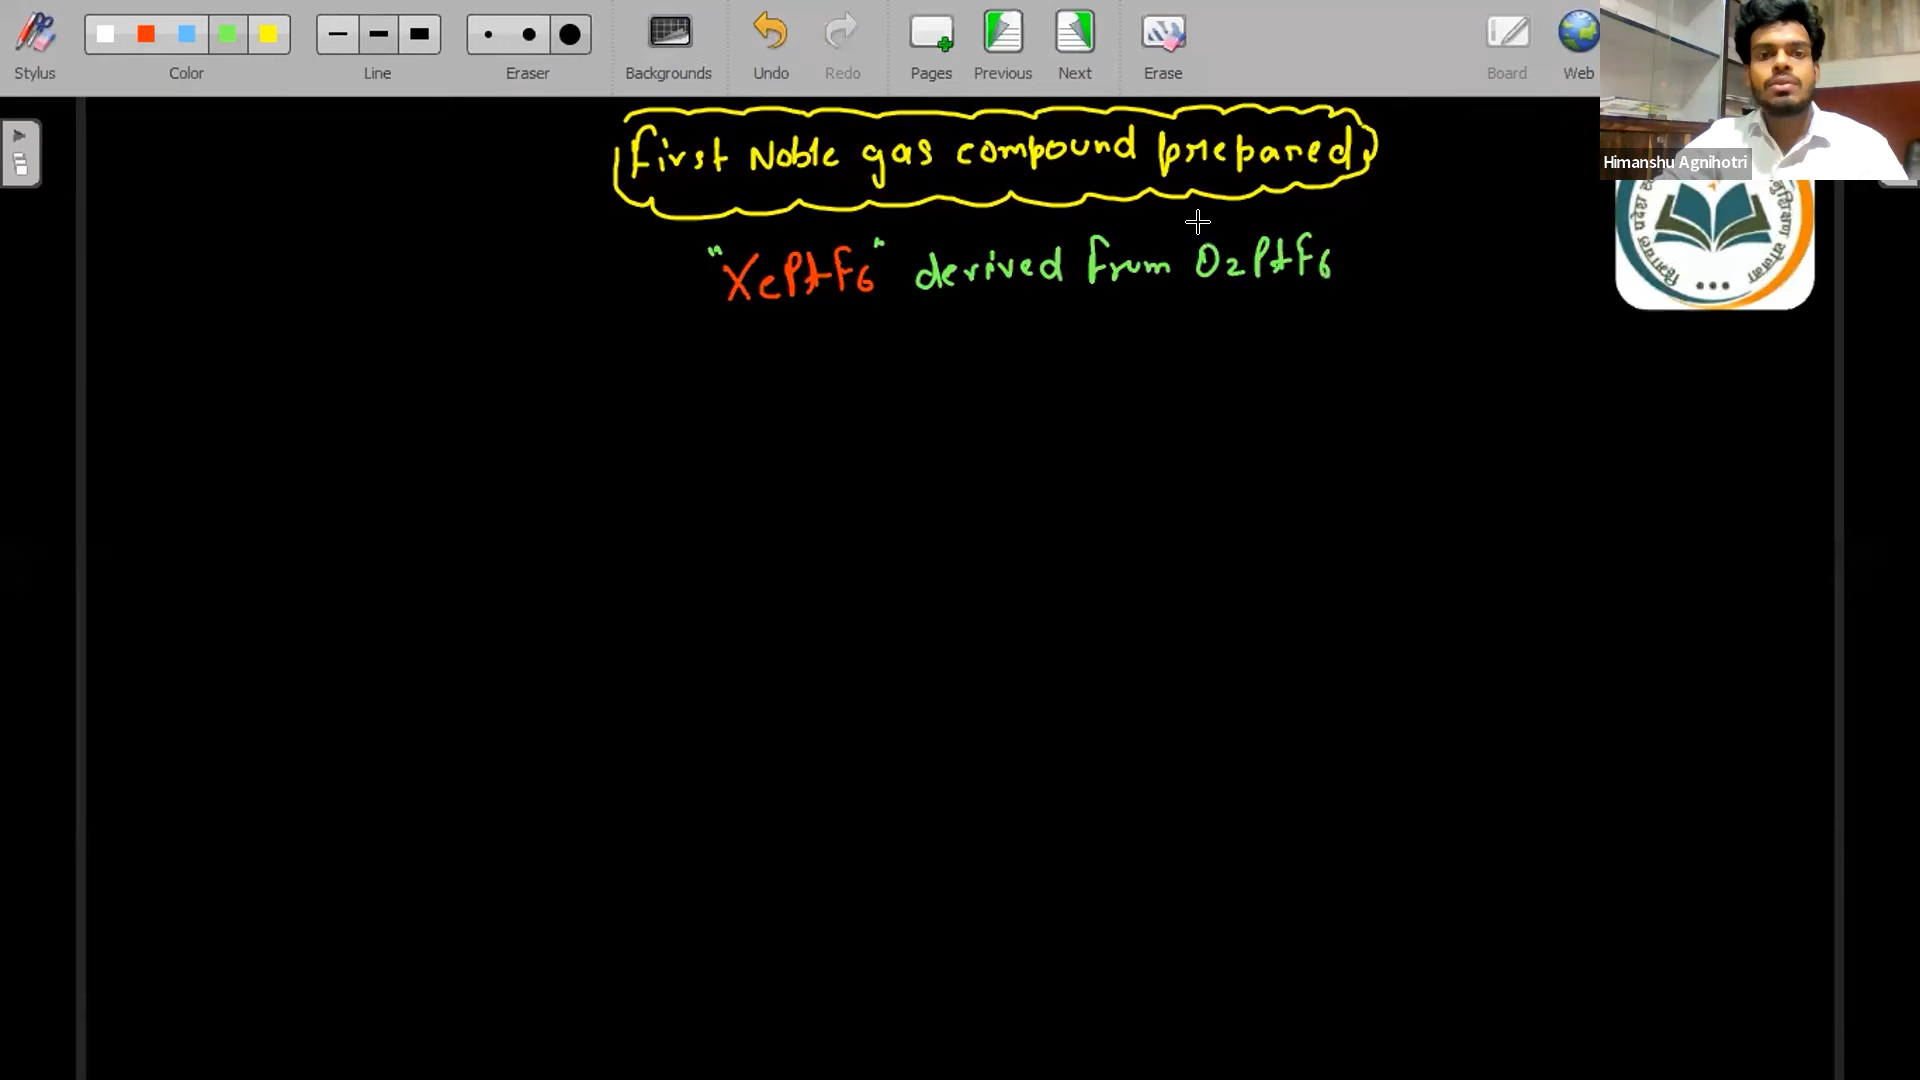 Stylus Color Line Eraser Backgrounds Undo Redo Pages Previous Next Erase Board Web
Himanshu Agnihotri
First Noble gas compound prepared
"XePtF6" derived from O2PtF6